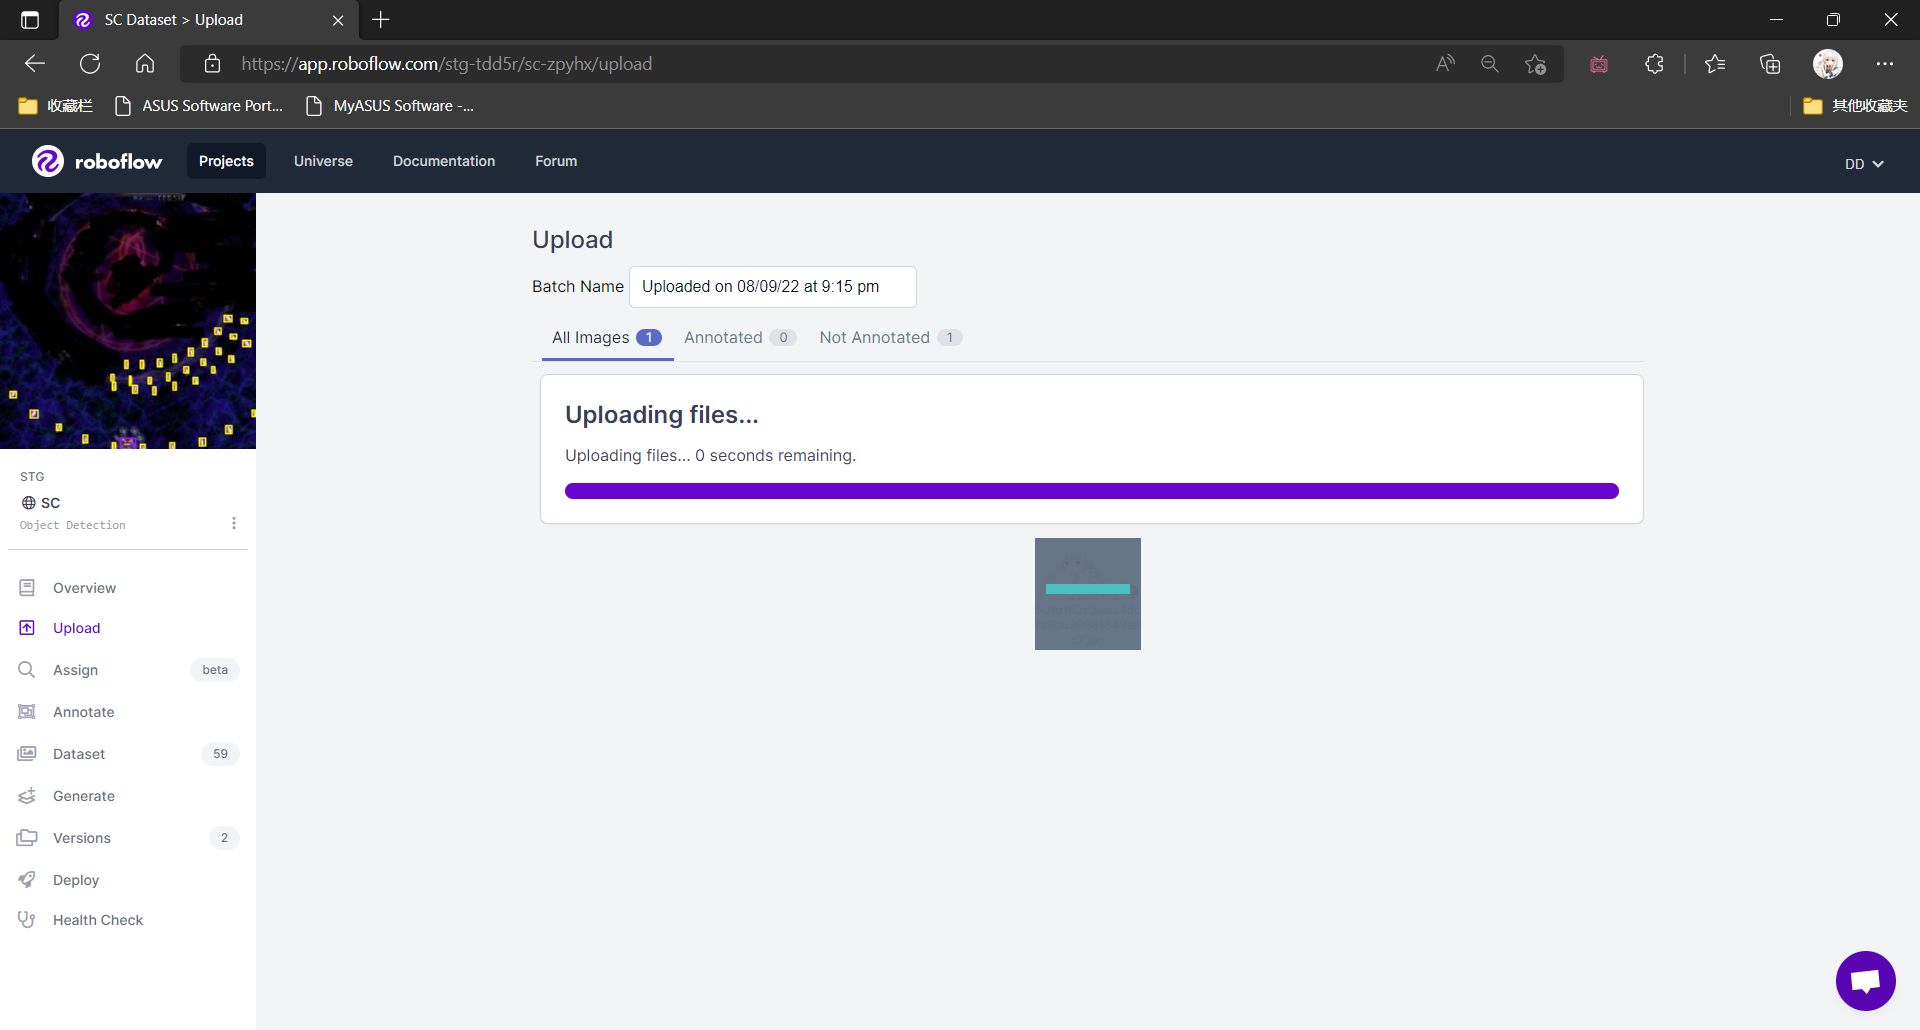 SC Dataset > Upload
https://app.roboflow.com/stg-tdd5r/sc-zpyhx/upload
收藏栏
ASUS Software Port...
MyASUS Software -...
其他收藏夹
roboflow
Projects
Universe
Documentation
Forum
DD
Upload
Batch Name
Uploaded on 08/09/22 at 9:15 pm
All Images 1
Annotated 0
Not Annotated 1
Uploading files...
Uploading files... 0 seconds remaining.
STG
SC
Object Detection
Overview
Upload
Assign beta
Annotate
Dataset 59
Generate
Versions 2
Deploy
Health Check